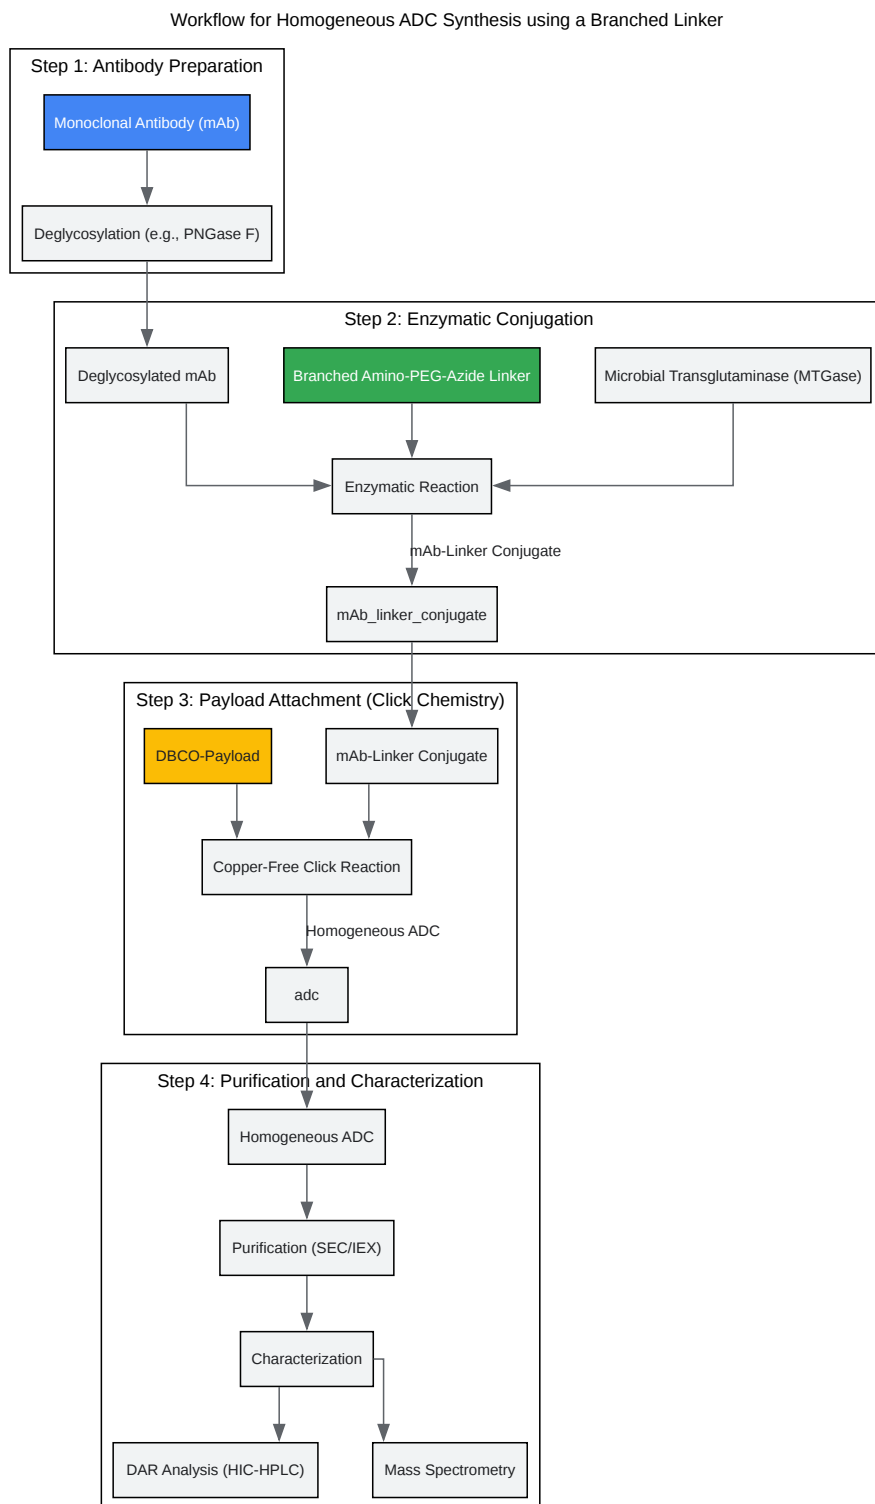 Workflow for Homogeneous ADC Synthesis using a Branched Linker
Step 1: Antibody Preparation
Monoclonal Antibody (mAb)
Deglycosylation (e.g., PNGase F)
Step 2: Enzymatic Conjugation
Deglycosylated mAb
Branched Amino-PEG-Azide Linker
Microbial Transglutaminase (MTGase)
Enzymatic Reaction
mAb-Linker Conjugate
mAb_linker_conjugate
Step 3: Payload Attachment (Click Chemistry)
DBCO-Payload
mAb-Linker Conjugate
Copper-Free Click Reaction
Homogeneous ADC
adc
Step 4: Purification and Characterization
Homogeneous ADC
Purification (SEC/IEX)
Characterization
DAR Analysis (HIC-HPLC)
Mass Spectrometry